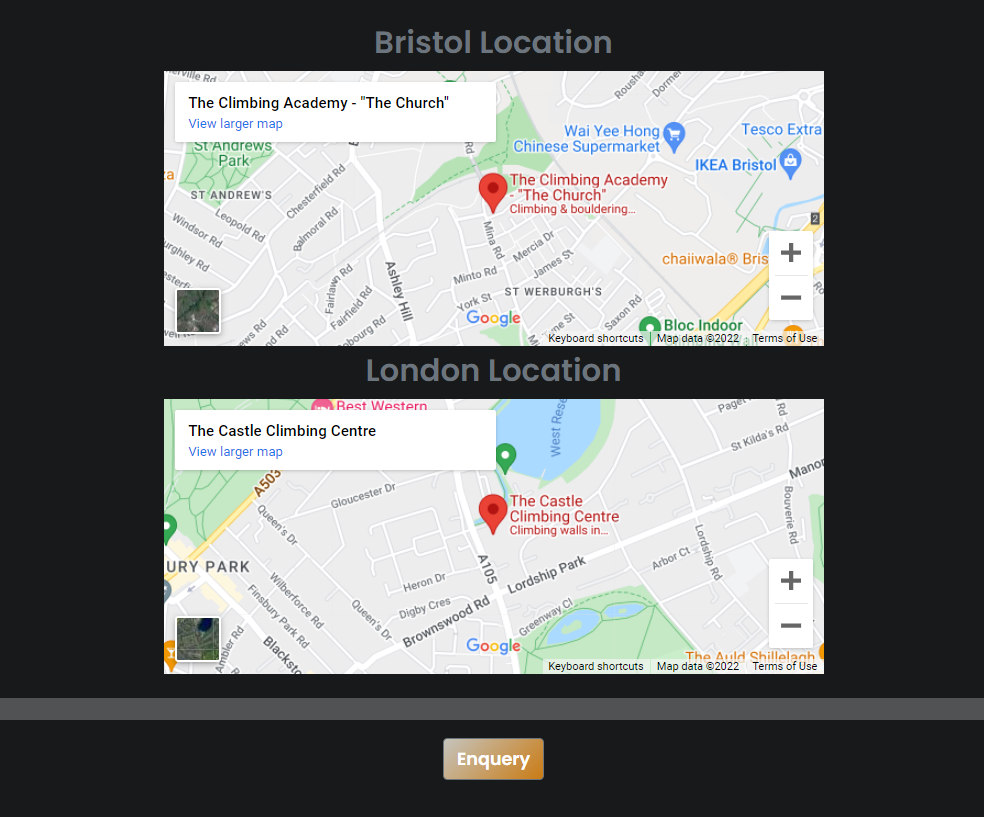 Bristol Location
The Climbing Academy - "The Church"
View larger map
St Andrews
Park
ST ANDREW'S
Chesterfield Rd
Leopold Rd
Windsor Rd
Balmoral Rd
Fairlawn Rd
Fairfield Rd
Ashley Hill
Mina Rd
Mercia Dr
James St
Minto Rd
York St
ST WERBURGH'S
Saxon Rd
Wai Yee Hong
Chinese Supermarket
Tesco Extra
IKEA Bristol
The Climbing Academy
- "The Church"
Climbing & bouldering...
2
chaiiwala® Bris
Bloc Indoor
Google
Keyboard shortcuts
Map data ©2022
Terms of Use
London Location
Best Western
The Castle Climbing Centre
View larger map
West Rese
Paget Rd
St Kilda's Rd
Manor
Bouverie Rd
A503
Gloucester Dr
Queen's Dr
The Castle
Climbing Centre
Climbing walls in...
A105
Lordship Park
Lordship Rd
Arbor Ct
URY PARK
Heron Dr
Digby Cres
Brownswood Rd
Greenway Cl
Wilberforce Rd
Finsbury Park Rd
Queen's Dr
Ambler Rd
Blacksto
The Auld Shillelagh
Google
Keyboard shortcuts
Map data ©2022
Terms of Use
Enquery